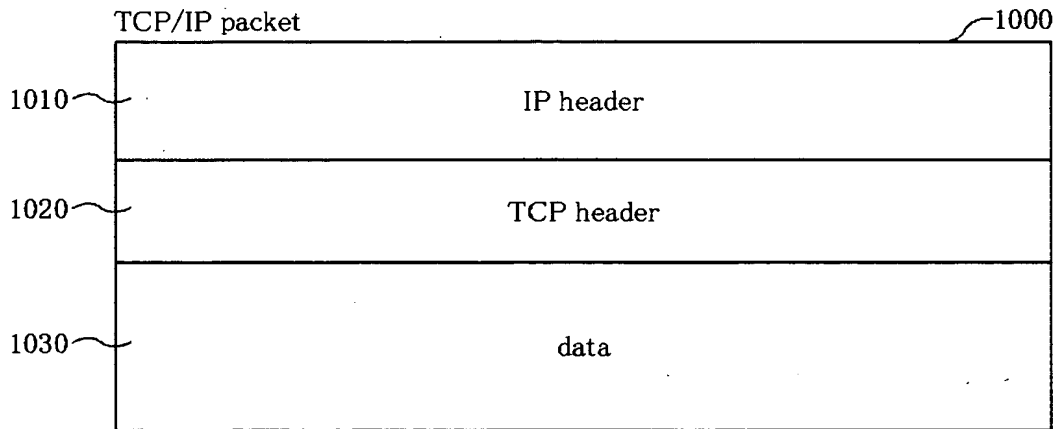 TCP/IP packet
1000
1010
IP header
1020
TCP header
1030
data